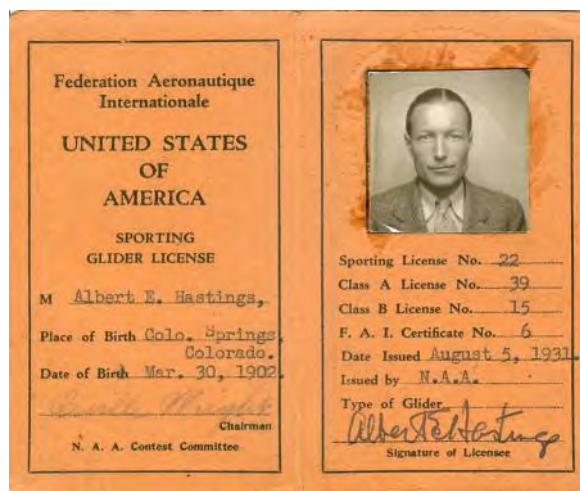 Federation Aeronautique
Internationale
UNITED STATES
OF
AMERICA
SPORTING
GLIDER LICENSE
M Albert E. Hastings,
Place of Birth Colo. Springs,
Colorado.
Date of Birth Mar. 30, 1902.
Orville Wright
Chairman
N. A. A. Contest Committee
Sporting License No. 22
Class A License No. 39
Class B License No. 15
F. A. I. Certificate No. 6
Date Issued August 5, 1931.
Issued by N.A.A.
Type of Glider
Albert E Hastings
Signature of Licensee